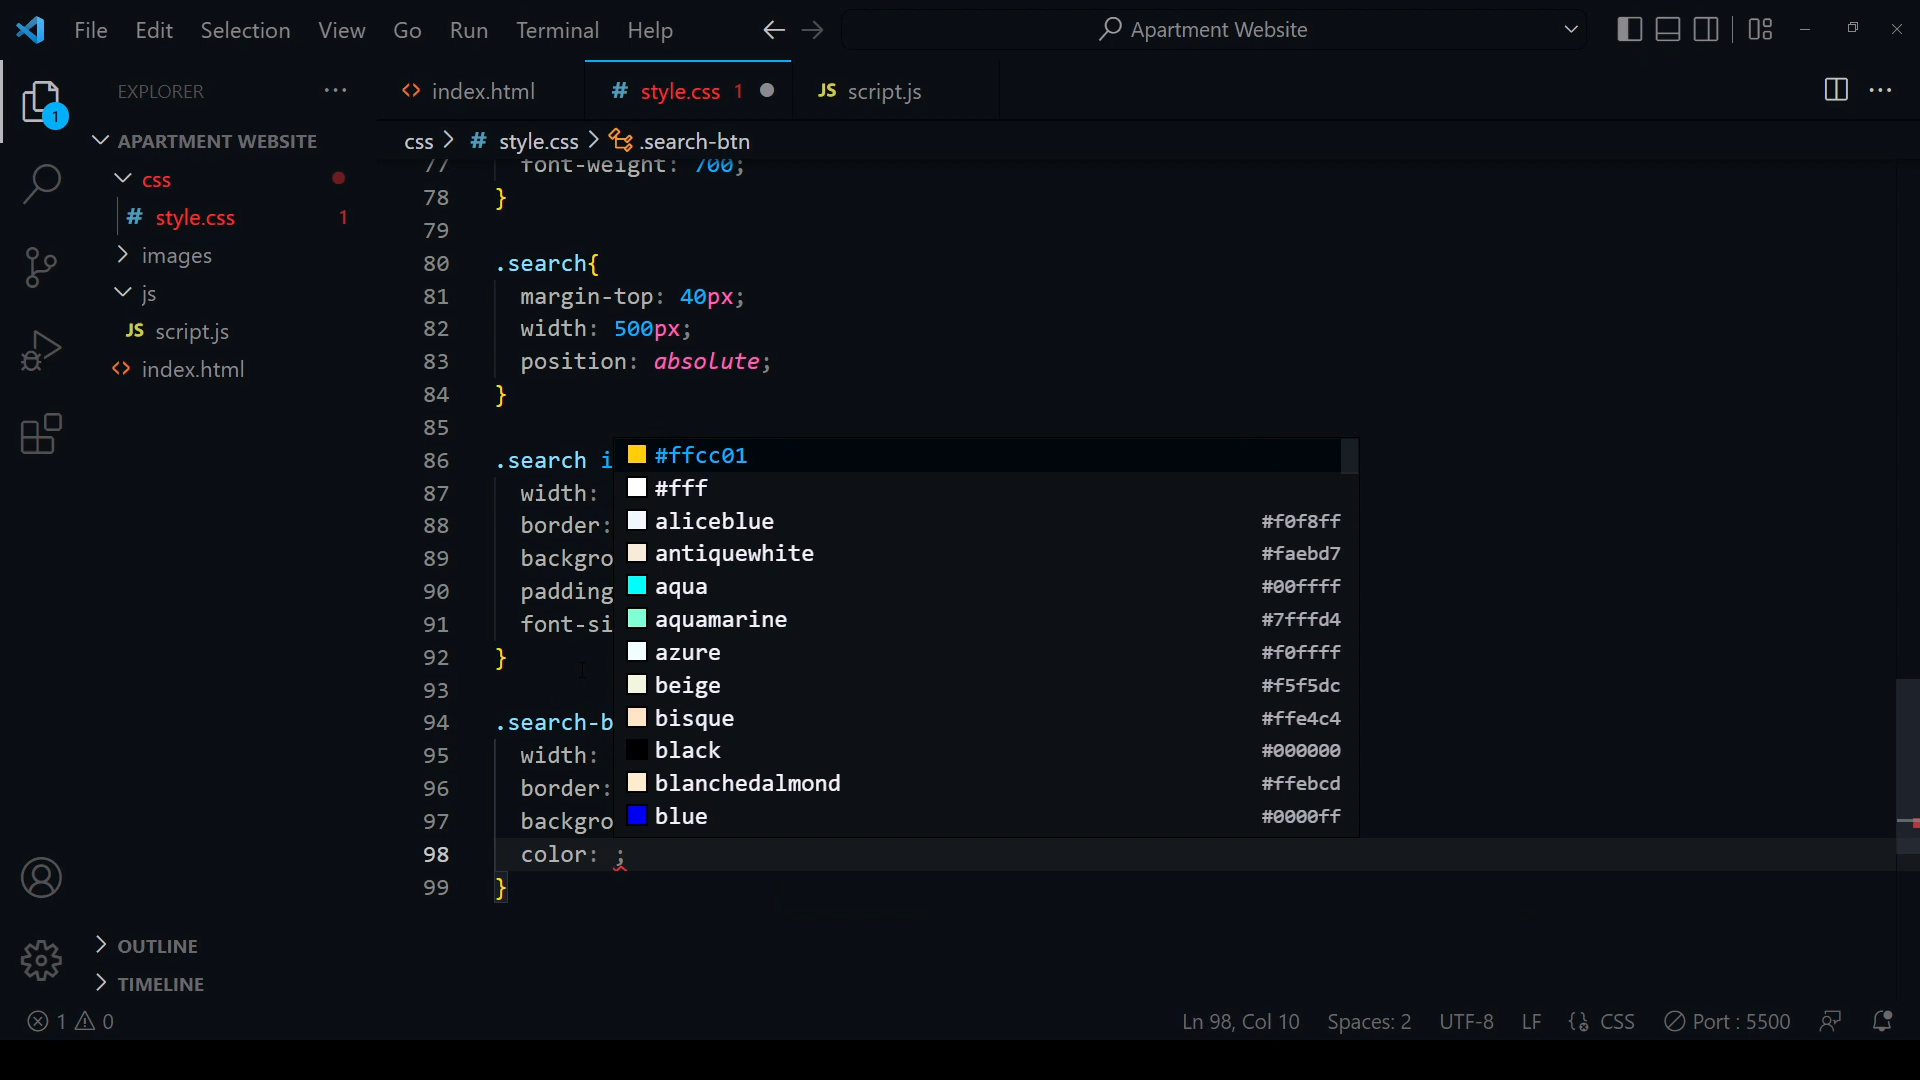 File Edit Selection View Go Run Terminal Help Apartment Website
EXPLORER index.html # style.css 1 JS script.js
1
APARTMENT WEBSITE
css > # style.css > .search-btn
css
# style.css 1
images
js
JS script.js
index.html
77 font-weight: 700;
78 }
79
80 .search{
81 margin-top: 40px;
82 width: 500px;
83 position: absolute;
84 }
85
86 .search i
87 width:
88 border:
89 backgro
90 padding
91 font-si
92 }
93
94 .search-b
95 width:
96 border:
97 backgro
98 color: ;
99 }
#ffcc01
#fff
aliceblue #f0f8ff
antiquewhite #faebd7
aqua #00ffff
aquamarine #7fffd4
azure #f0ffff
beige #f5f5dc
bisque #ffe4c4
black #000000
blanchedalmond #ffebcd
blue #0000ff
OUTLINE
TIMELINE
1 0 Ln 98, Col 10 Spaces: 2 UTF-8 LF {} CSS Port : 5500